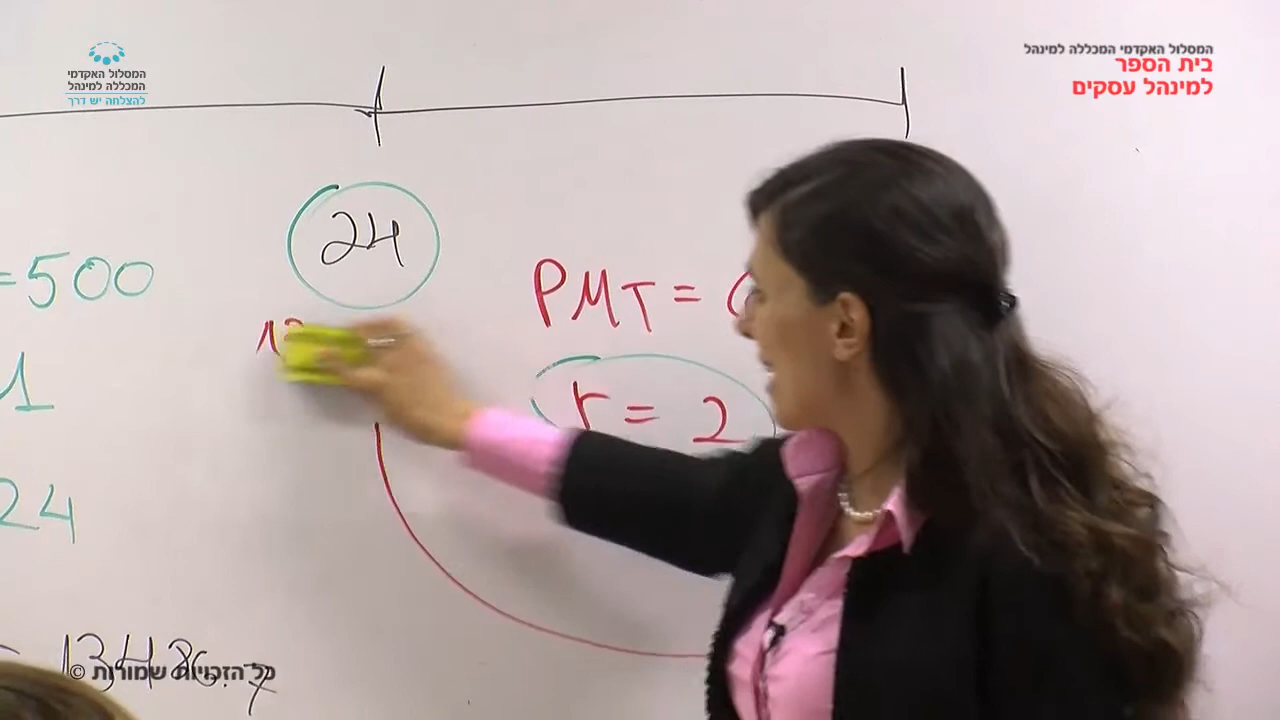 המסלול האקדמי
המכללה למינהל
להצלחה יש דרך
המסלול האקדמי המכללה למינהל
בית הספר
למינהל עסקים
24
=500
PMT =
1
r = 2
24
כל הזכויות שמורות ©